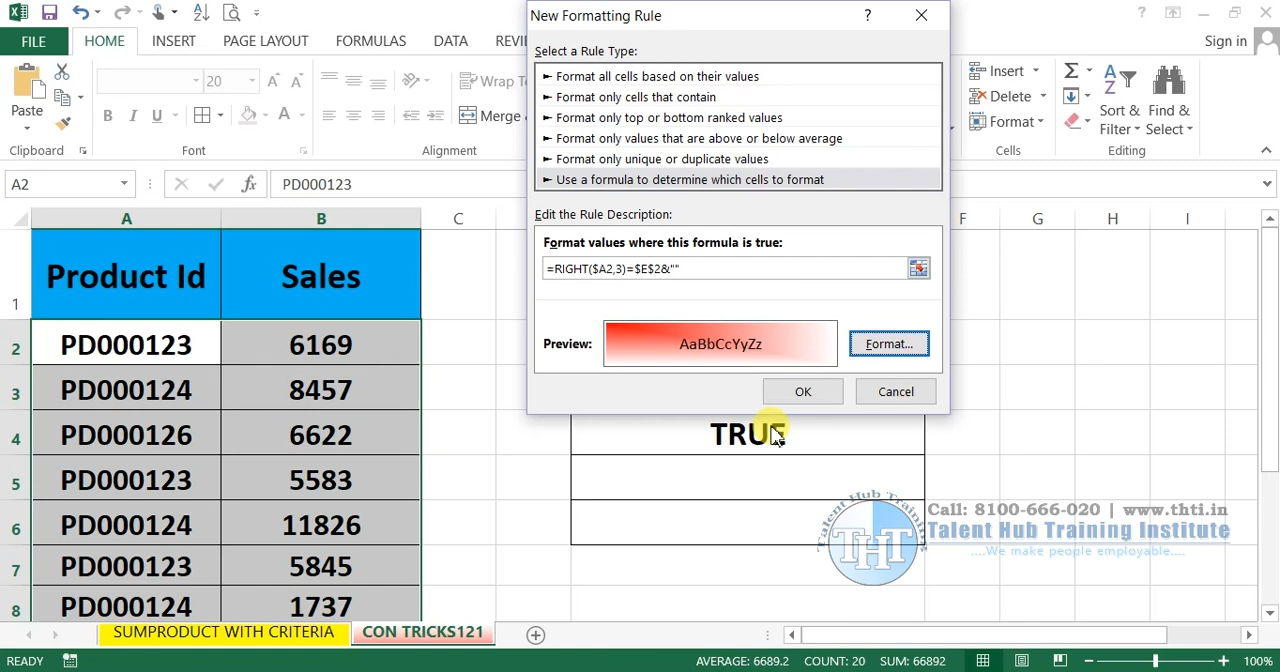 New Formatting Rule
?
FILE
HOME
INSERT
PAGE LAYOUT
FORMULAS
DATA
Sign in
Paste
20
B I U
A
Wrap
Merge
Insert
Delete
Format
Sort & Filter
Find & Select
Clipboard
Font
Alignment
Cells
Editing
A2
fx
PD000123
Select a Rule Type:
► Format all cells based on their values
► Format only cells that contain
► Format only top or bottom ranked values
► Format only values that are above or below average
► Format only unique or duplicate values
► Use a formula to determine which cells to format
Edit the Rule Description:
Format values where this formula is true:
=RIGHT($A2,3)=$E$2&""
Preview:
AaBbCcYyZz
Format...
OK
Cancel
A B C F G H I
1 Product Id Sales
2 PD000123 6169
3 PD000124 8457
4 PD000126 6622
TRUE
5 PD000123 5583
6 PD000124 11826
7 PD000123 5845
8 PD000124 1737
Talent Hub Training
THT
Call: 8100-666-020 | www.thti.in
Talent Hub Training Institute
....We make people employable....
SUMPRODUCT WITH CRITERIA
CON TRICKS121
READY
AVERAGE: 6689.2 COUNT: 20 SUM: 66892
100%